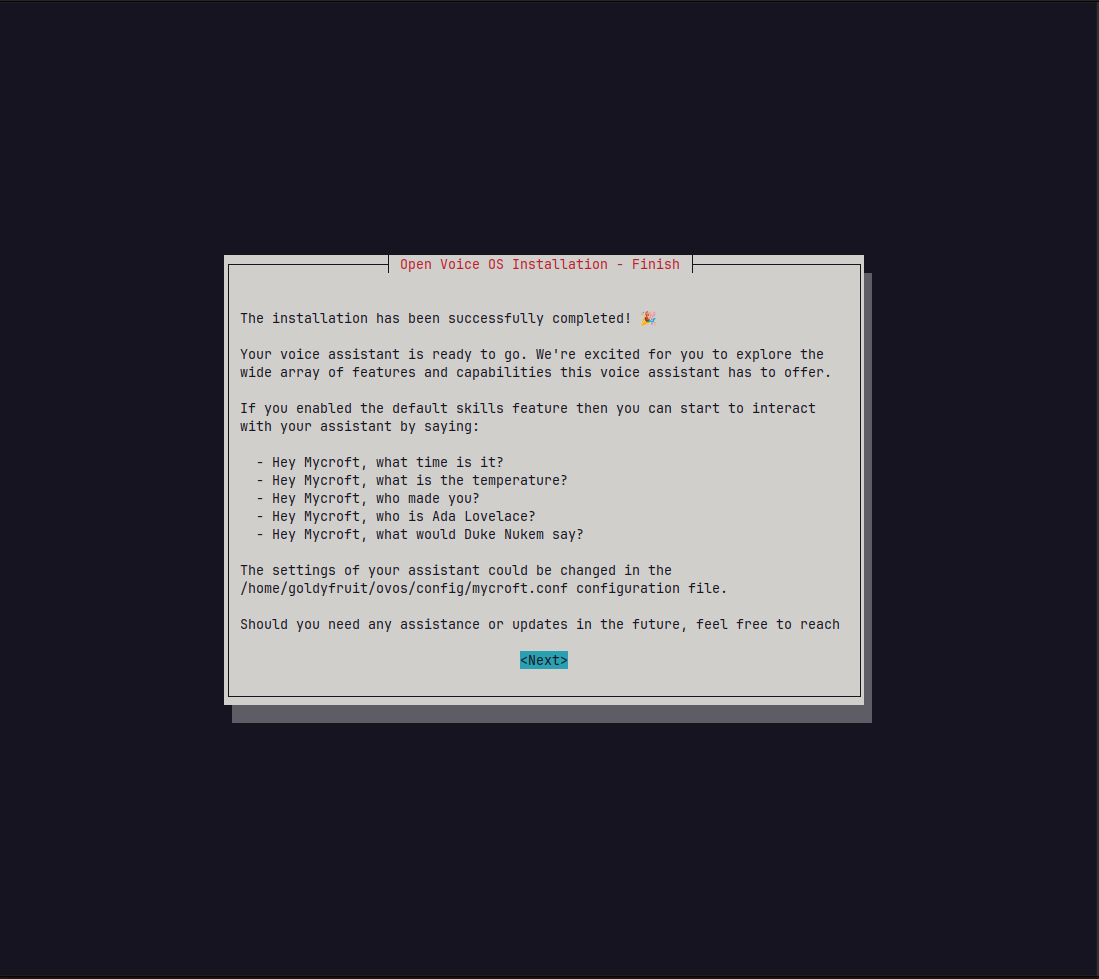 Open Voice OS Installation - Finish
The installation has been successfully completed! 🎉
Your voice assistant is ready to go. We're excited for you to explore the
wide array of features and capabilities this voice assistant has to offer.
If you enabled the default skills feature then you can start to interact
with your assistant by saying:
- Hey Mycroft, what time is it?
- Hey Mycroft, what is the temperature?
- Hey Mycroft, who made you?
- Hey Mycroft, who is Ada Lovelace?
- Hey Mycroft, what would Duke Nukem say?
The settings of your assistant could be changed in the
/home/goldyfruit/ovos/config/mycroft.conf configuration file.
Should you need any assistance or updates in the future, feel free to reach
<Next>